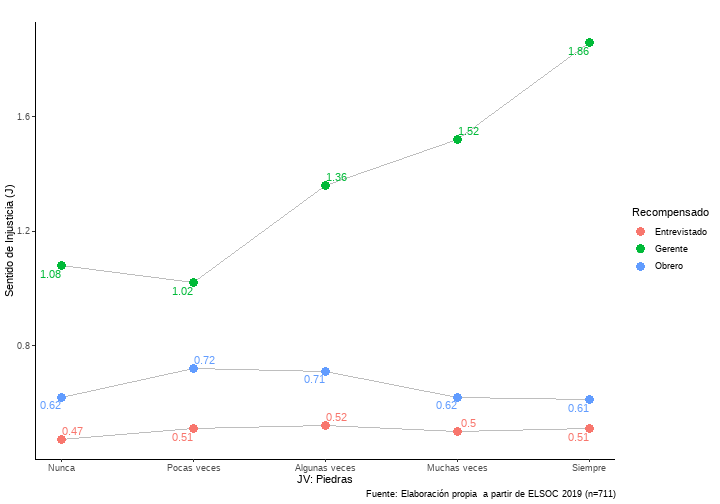 1.86
1.6
1.52
1.36
Recompensado
Entrevistado
Gerente
Obrero
Sentido de Injusticia (J)
1.2
1.08
1.02
0.8
0.72
0.71
0.62
0.62
0.61
0.52
0.5
0.47
0.51
0.51
Nunca
Pocas veces
Algunas veces
Muchas veces
Siempre
JV: Piedras
Fuente: Elaboración propia  a partir de ELSOC 2019 (n=711)